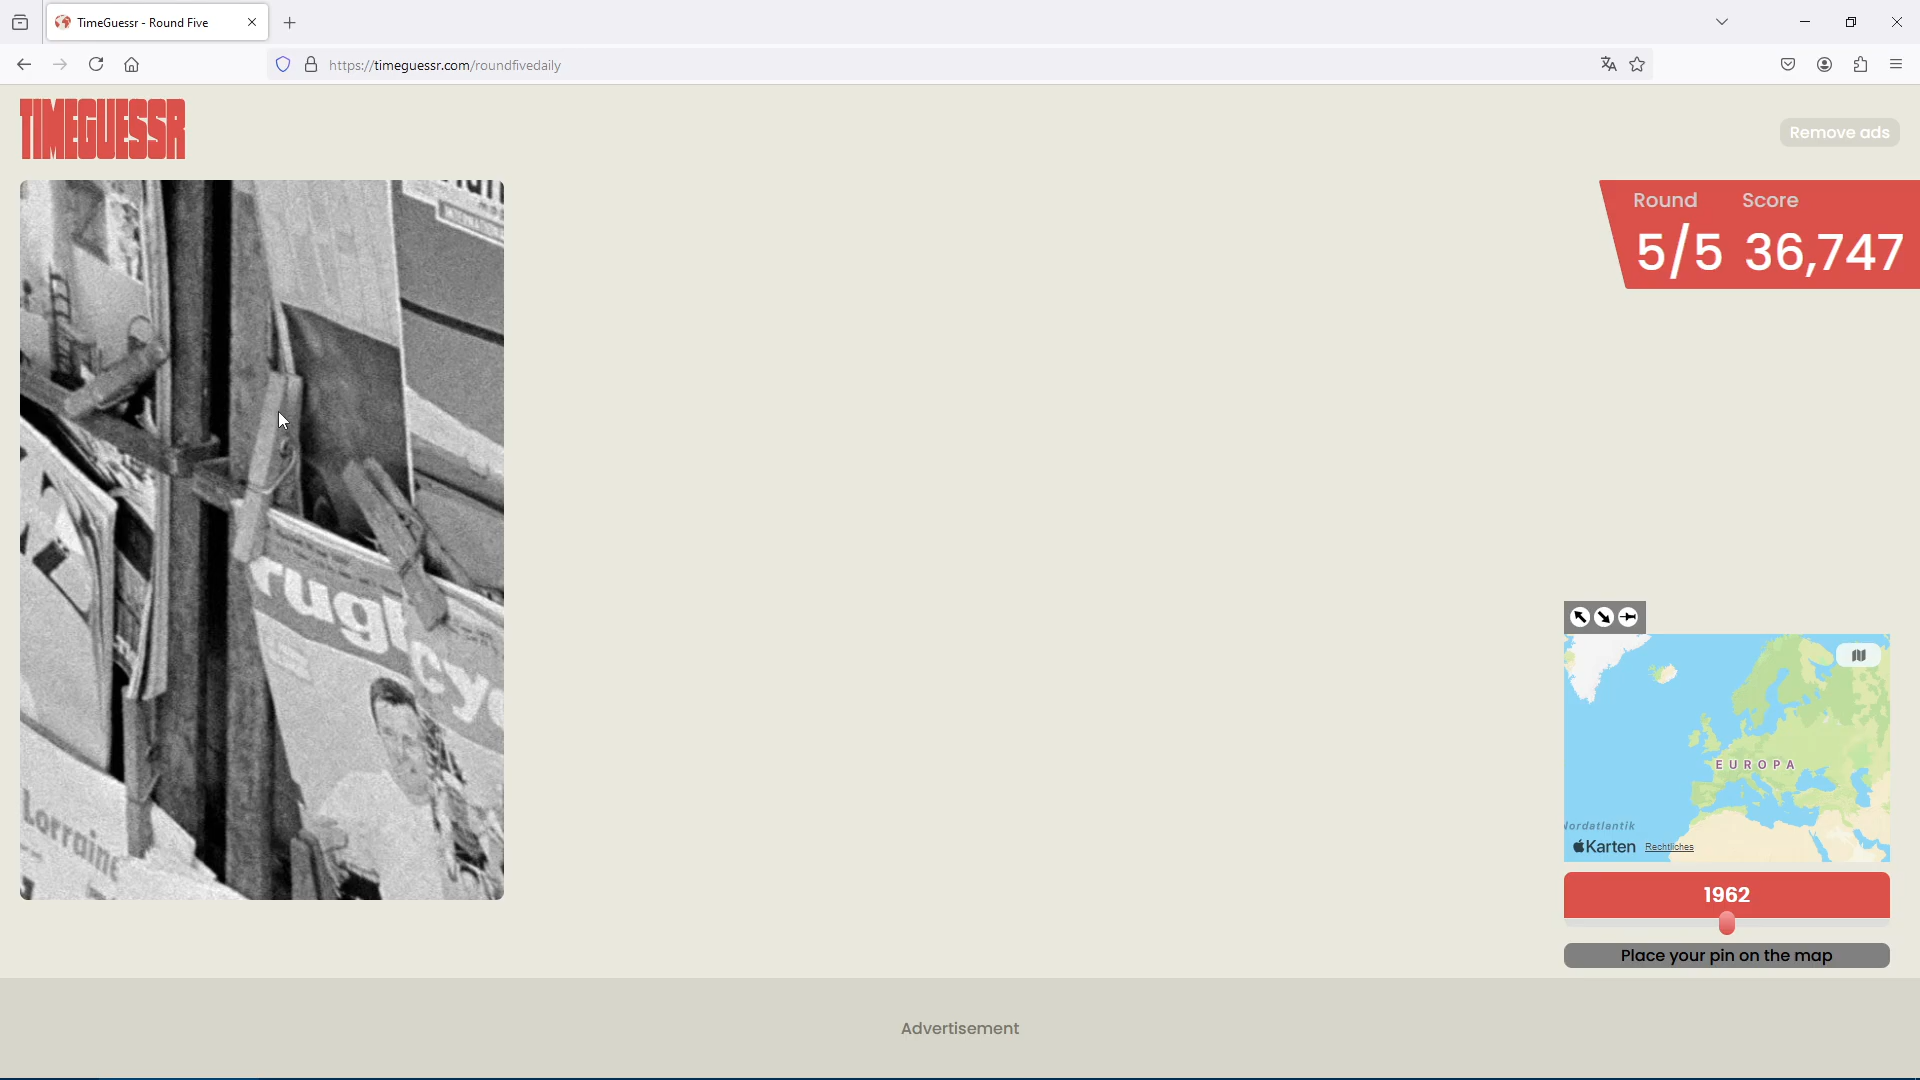 TimeGuessr - Round Five
https://timeguessr.com/roundfivedaily
TIMEGUESSR
Remove ads
Round
Score
5/5
36,747
rug
cyc
Lorraine
EUROPA
Nordatlantik
Karten
Rechtliches
1962
Place your pin on the map
Advertisement